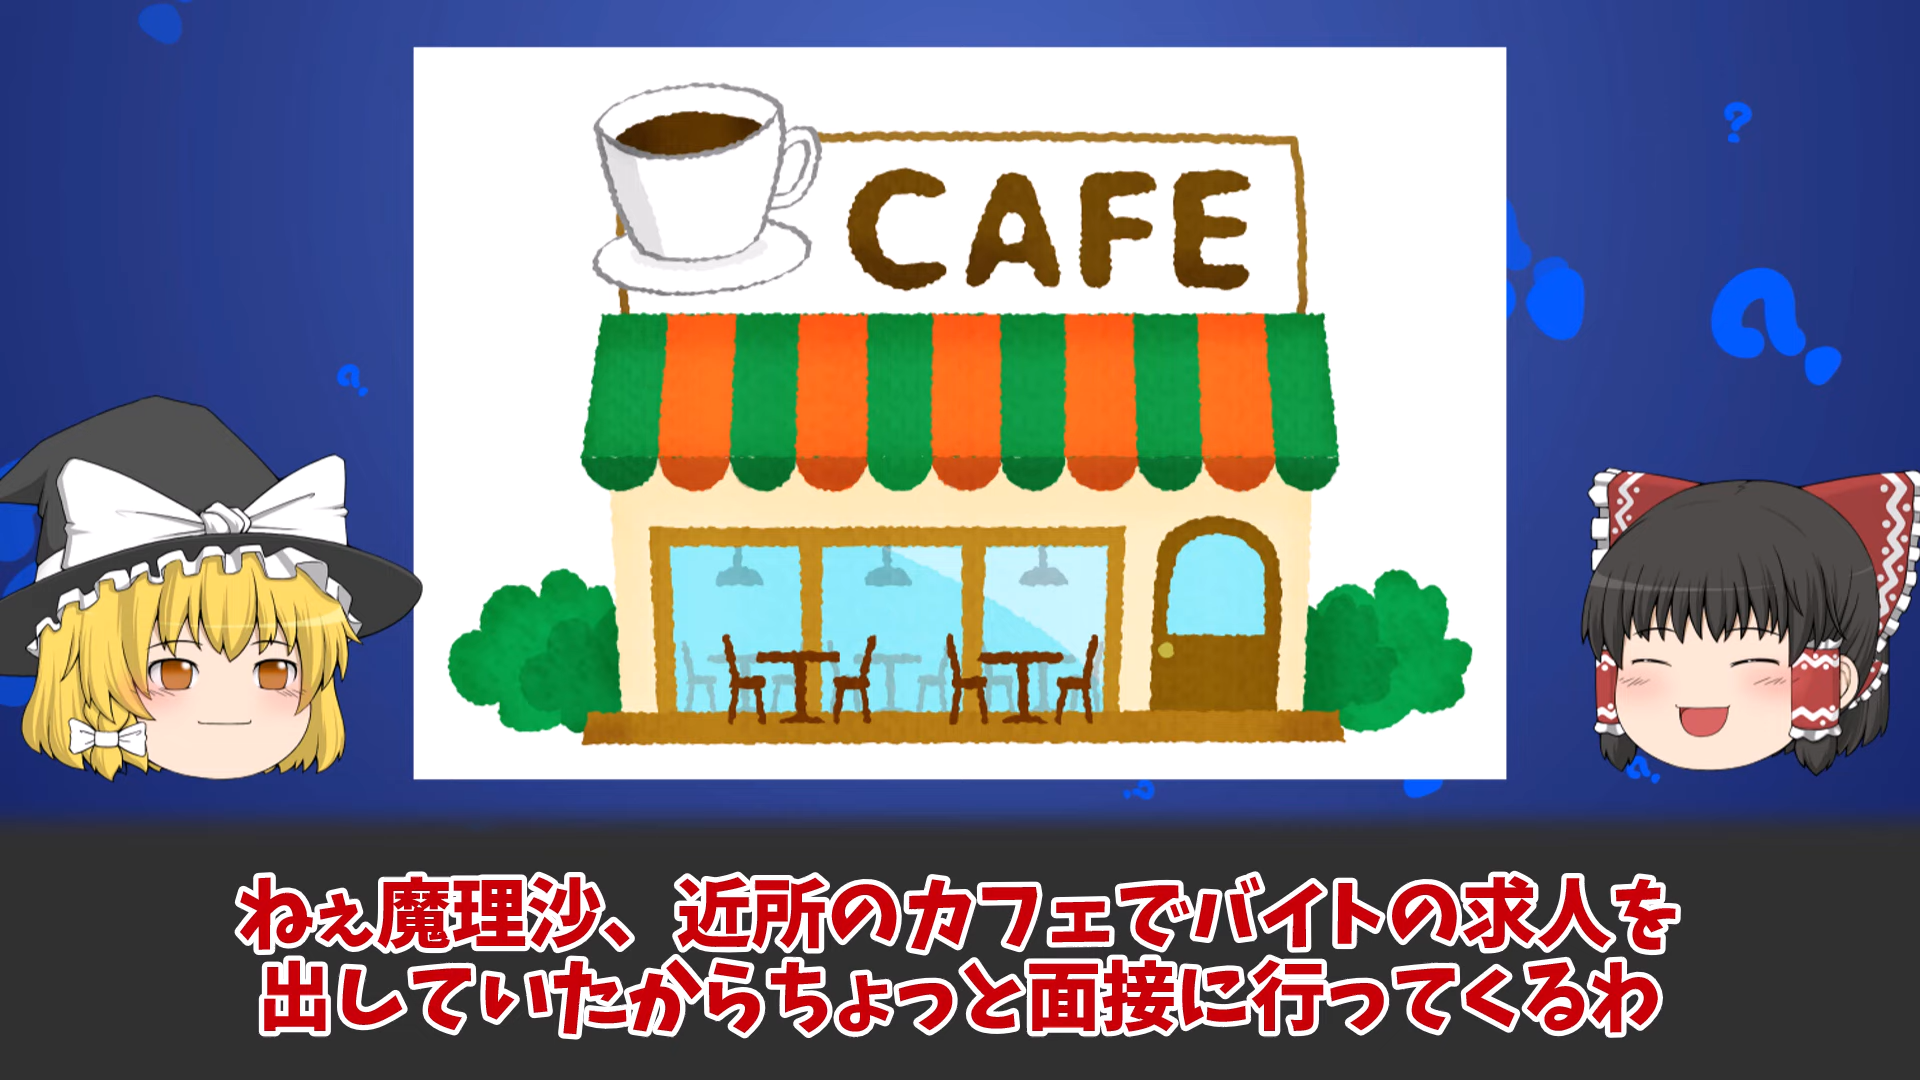 CAFE
ねぇ魔理沙、近所のカフェでバイトの求人を
出していたからちょっと面接に行ってくるわ